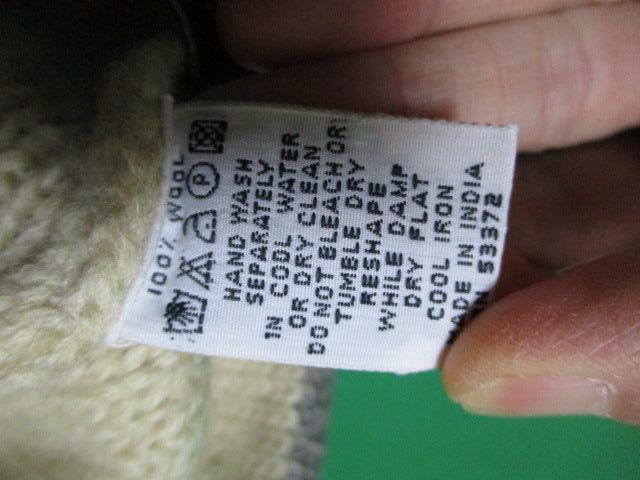 100% WOOL
P
HAND WASH
SEPARATELY
IN COOL WATER
OR DRY CLEAN
DO NOT BLEACH OR
TUMBLE DRY
RESHAPE
WHILE DAMP
DRY FLAT
COOL IRON
MADE IN INDIA
53372